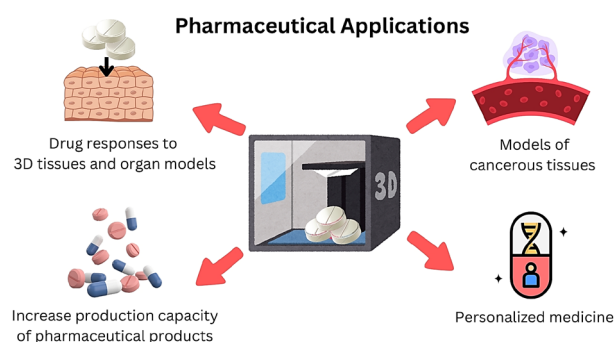 Pharmaceutical Applications
Drug responses to
3D tissues and organ models
Models of
cancerous tissues
3D
Increase production capacity
of pharmaceutical products
Personalized medicine